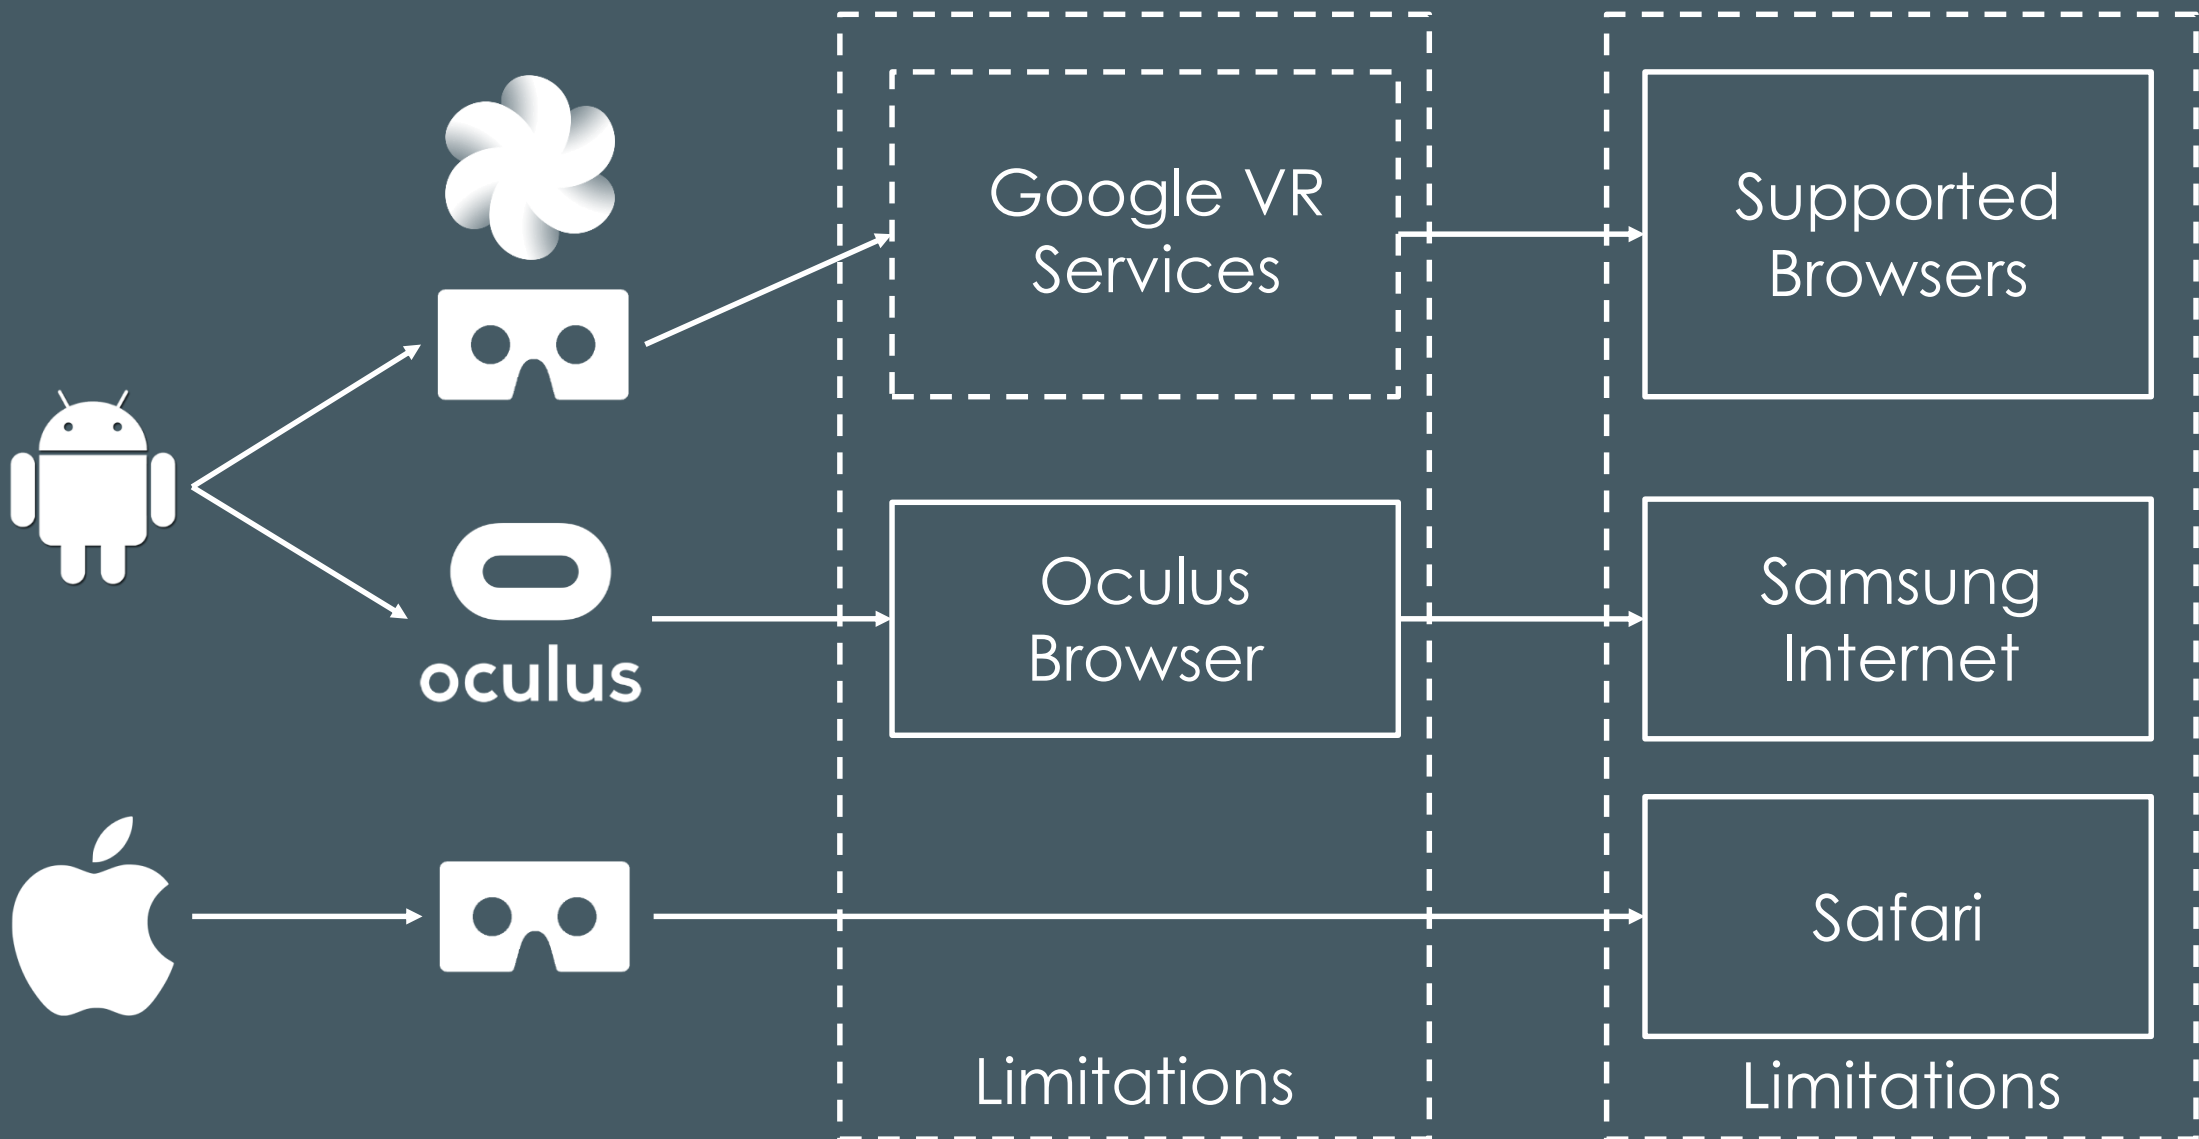 Google VR
Services
Supported
Browsers
oculus
Oculus
Browser
Samsung
Internet
Safari
Limitations
Limitations